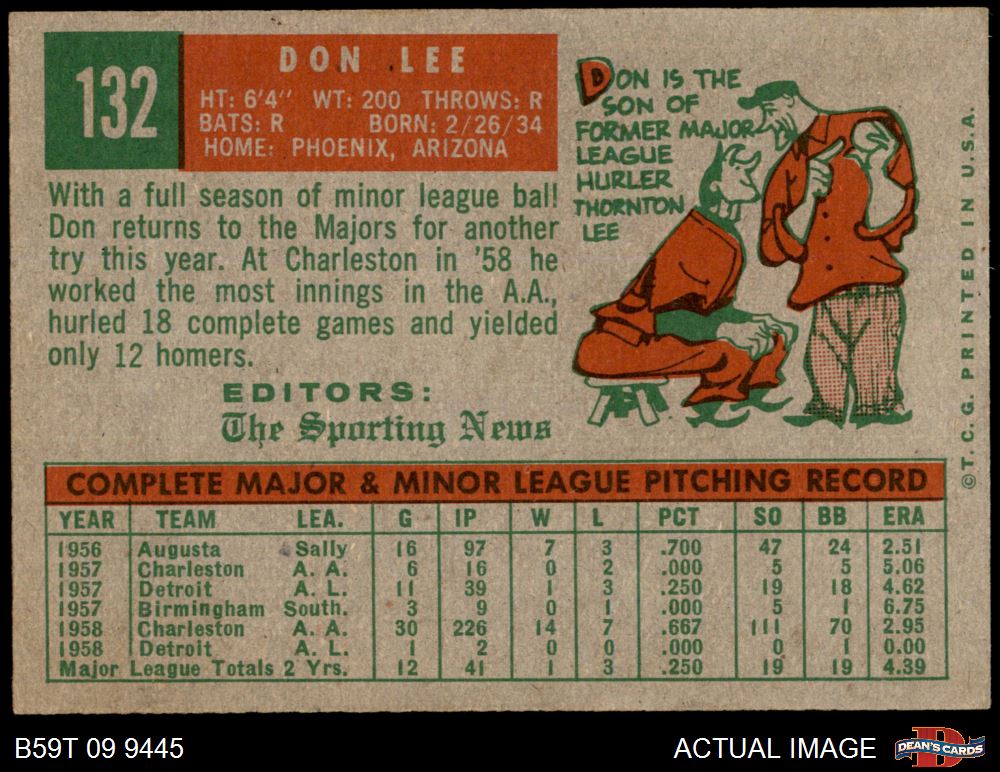 132
DON LEE
HT: 6'4" WT: 200 THROWS: R
BATS: R BORN: 2/26/34
HOME: PHOENIX, ARIZONA
With a full season of minor league ball
Don returns to the Majors for another
try this year. At Charleston in '58 he
worked the most innings in the A.A.,
hurled 18 complete games and yielded
only 12 homers.
EDITORS:
The Sporting News
DON IS THE
SON OF
FORMER MAJOR
LEAGUE
HURLER
THORNTON
LEE
© T. C. G. PRINTED IN U.S.A.
COMPLETE MAJOR & MINOR LEAGUE PITCHING RECORD
YEAR TEAM LEA. G IP W L PCT SO BB ERA
1956 Augusta Sally 16 97 7 3 .700 47 24 2.51
1957 Charleston A. A. 6 16 0 2 .000 5 5 5.06
1957 Detroit A. L. 11 39 1 3 .250 19 18 4.62
1957 Birmingham South. 3 9 0 1 .000 5 1 6.75
1958 Charleston A. A. 30 226 14 7 .667 111 70 2.95
1958 Detroit A. L. 1 2 0 0 .000 0 1 0.00
Major League Totals 2 Yrs. 12 41 1 3 .250 19 19 4.39
B59T 09 9445
ACTUAL IMAGE
DEAN'S CARDS